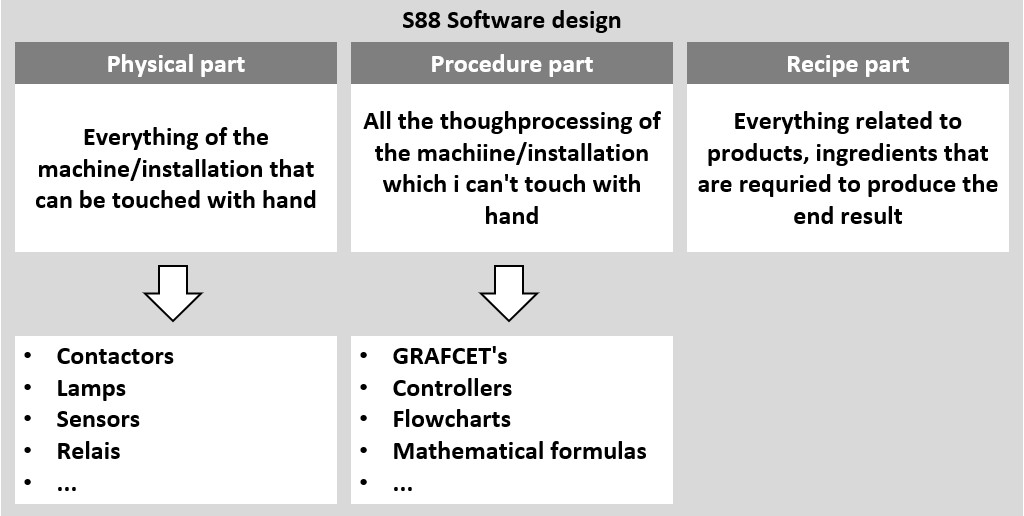 S88 Software design
Physical part
Procedure part
Recipe part
Everything of the
machine/installation that
can be touched with hand
All the thoughprocessing of
the machiine/installation
which i can't touch with
hand
Everything related to
products, ingredients that
are requried to produce the
end result
• Contactors
• Lamps
• Sensors
• Relais
• ...
• GRAFCET's
• Controllers
• Flowcharts
• Mathematical formulas
• ...